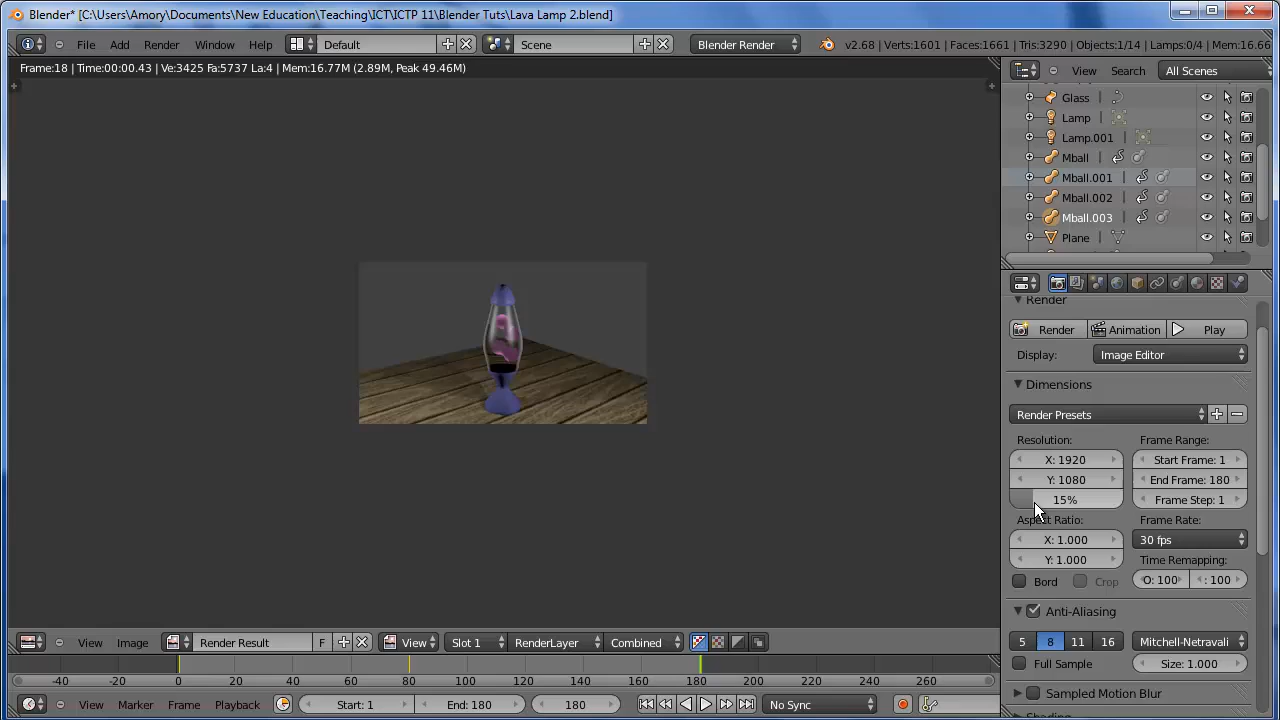 Blender* [C:\Users\Amory\Documents\New Education\Teaching\ICT\ICTP 11\Blender Tuts\Lava Lamp 2.blend]
File Add Render Window Help Default Scene Blender Render v2.68 | Verts:1601 | Faces:1661 | Tris:3290 | Objects:1/14 | Lamps:0/4 | Mem:16.66
Frame:18 | Time:00:00.43 | Ve:3425 Fa:5737 La:4 | Mem:16.77M (2.89M, Peak 49.46M)
View Search All Scenes
Glass
Lamp
Lamp.001
Mball
Mball.001
Mball.002
Mball.003
Plane
Render
Render Animation Play
Display: Image Editor
Dimensions
Render Presets
Resolution: Frame Range:
X: 1920 Start Frame: 1
Y: 1080 End Frame: 180
15% Frame Step: 1
Aspect Ratio: Frame Rate:
X: 1.000 30 fps
Y: 1.000 Time Remapping:
Bord Crop O: 100 : 100
Anti-Aliasing
5 8 11 16 Mitchell-Netravali
Full Sample Size: 1.000
Sampled Motion Blur
View Image Render Result F View Slot 1 RenderLayer Combined
-40 -20 0 20 40 60 80 100 120 140 160 180 200 220 240 260
View Marker Frame Playback Start: 1 End: 180 180 No Sync